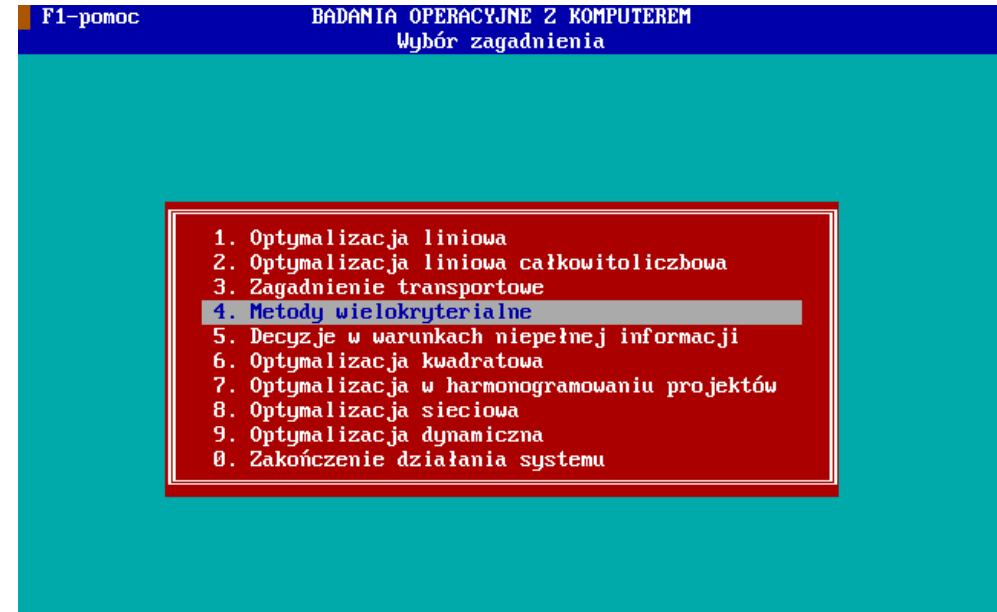 F1-pomoc BADANIA OPERACYJNE Z KOMPUTEREM
Wybór zagadnienia
1. Optymalizacja liniowa
2. Optymalizacja liniowa całkowitoliczbowa
3. Zagadnienie transportowe
4. Metody wielokryterialne
5. Decyzje w warunkach niepełnej informacji
6. Optymalizacja kwadratowa
7. Optymalizacja w harmonogramowaniu projektów
8. Optymalizacja sieciowa
9. Optymalizacja dynamiczna
0. Zakończenie działania systemu